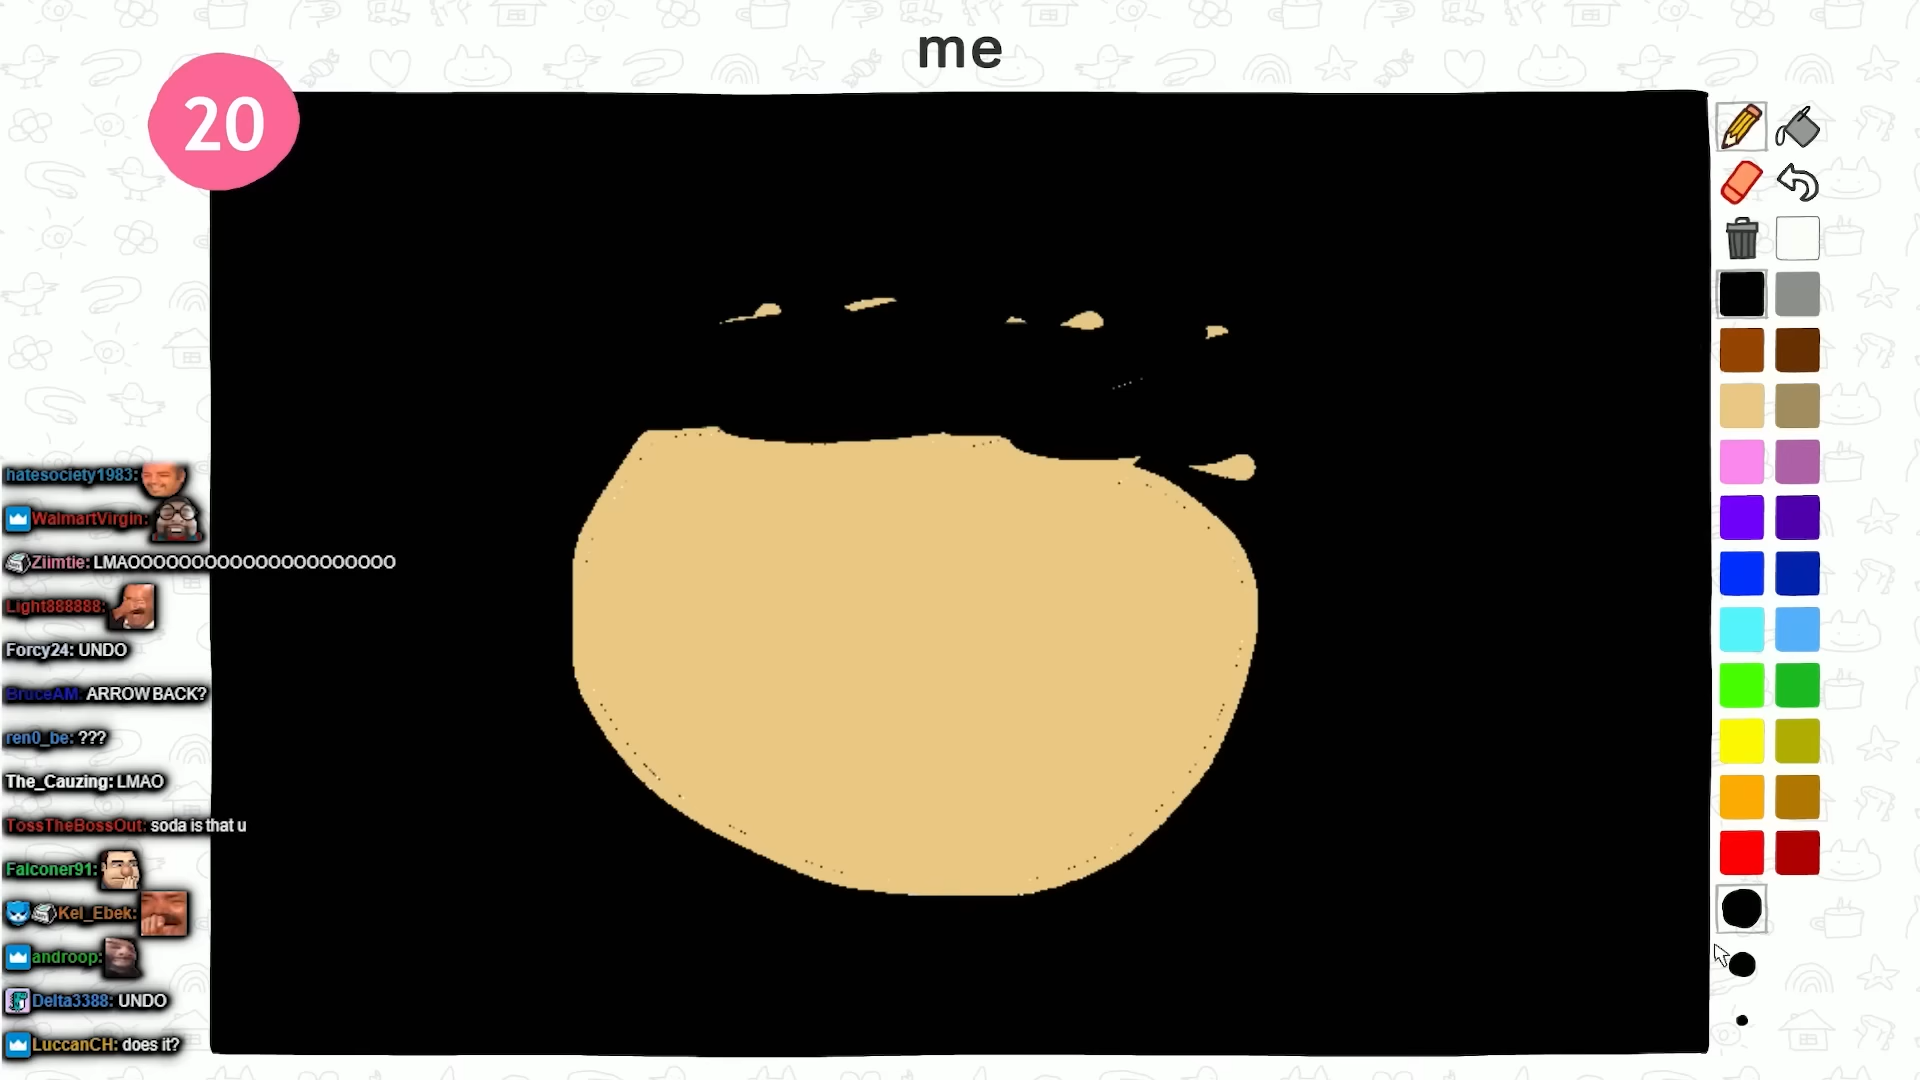 me
20
hatesociety1983:
WalmartVirgin:
Ziimtie: LMAOOOOOOOOOOOOOOOOOOOOO
Light888888:
Forcy24: UNDO
BruceAM: ARROW BACK?
ren0_be: ???
The_Cauzing: LMAO
TossTheBossOut: soda is that u
Falconer91:
Kel_Ebek:
androop:
Delta3388: UNDO
LuccanCH: does it?